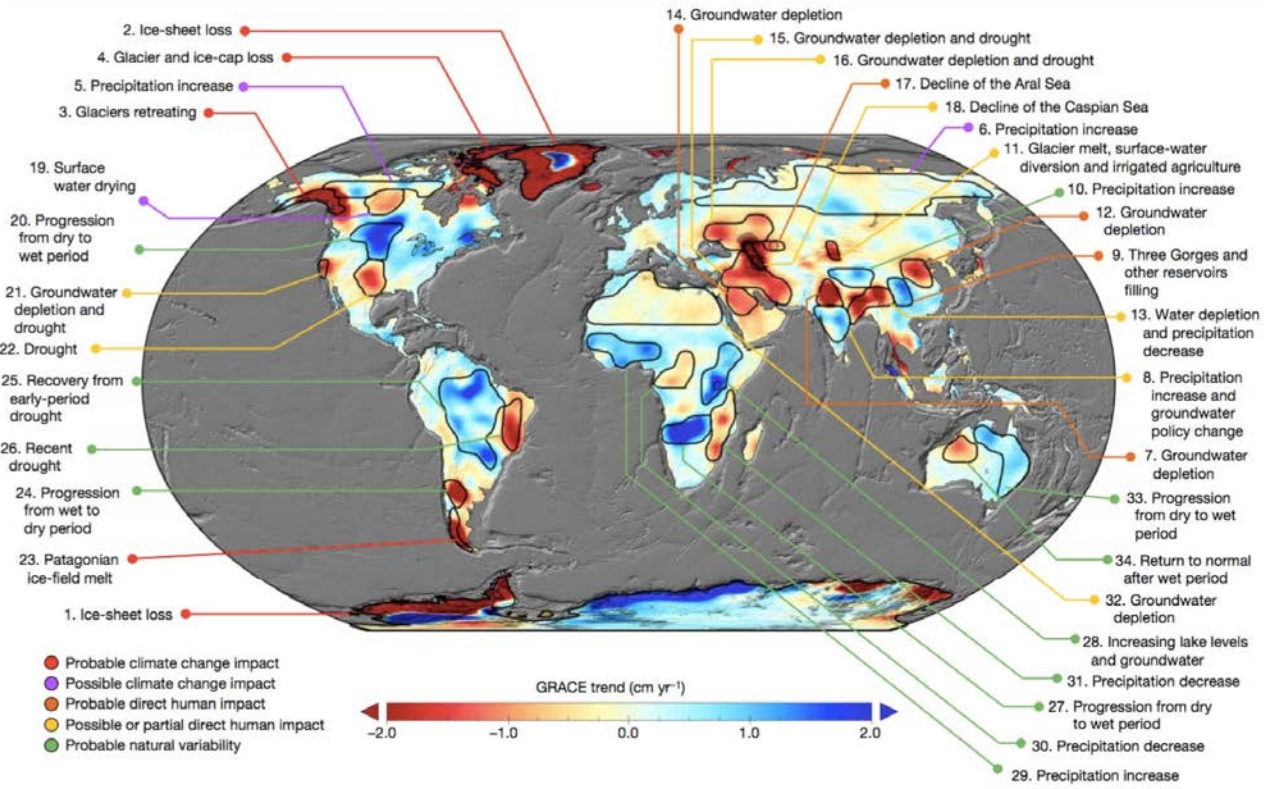 2. Ice-sheet loss
4. Glacier and ice-cap loss
5. Precipitation increase
3. Glaciers retreating
19. Surface
water drying
20. Progression
from dry to
wet period
21. Groundwater
depletion and
drought
22. Drought
25. Recovery from
early-period
drought
26. Recent
drought
24. Progression
from wet to
dry period
23. Patagonian
ice-field melt
1. Ice-sheet loss
14. Groundwater depletion
15. Groundwater depletion and drought
16. Groundwater depletion and drought
17. Decline of the Aral Sea
18. Decline of the Caspian Sea
6. Precipitation increase
11. Glacier melt, surface-water
diversion and irrigated agriculture
10. Precipitation increase
12. Groundwater
depletion
9. Three Gorges and
other reservoirs
filling
13. Water depletion
and precipitation
decrease
8. Precipitation
increase and
groundwater
policy change
7. Groundwater
depletion
33. Progression
from dry to wet
period
34. Return to normal
after wet period
32. Groundwater
depletion
28. Increasing lake levels
and groundwater
31. Precipitation decrease
27. Progression from dry
to wet period
30. Precipitation decrease
29. Precipitation increase
Probable climate change impact
Possible climate change impact
Probable direct human impact
Possible or partial direct human impact
Probable natural variability
GRACE trend (cm yr⁻¹)
−2.0 −1.0 0.0 1.0 2.0